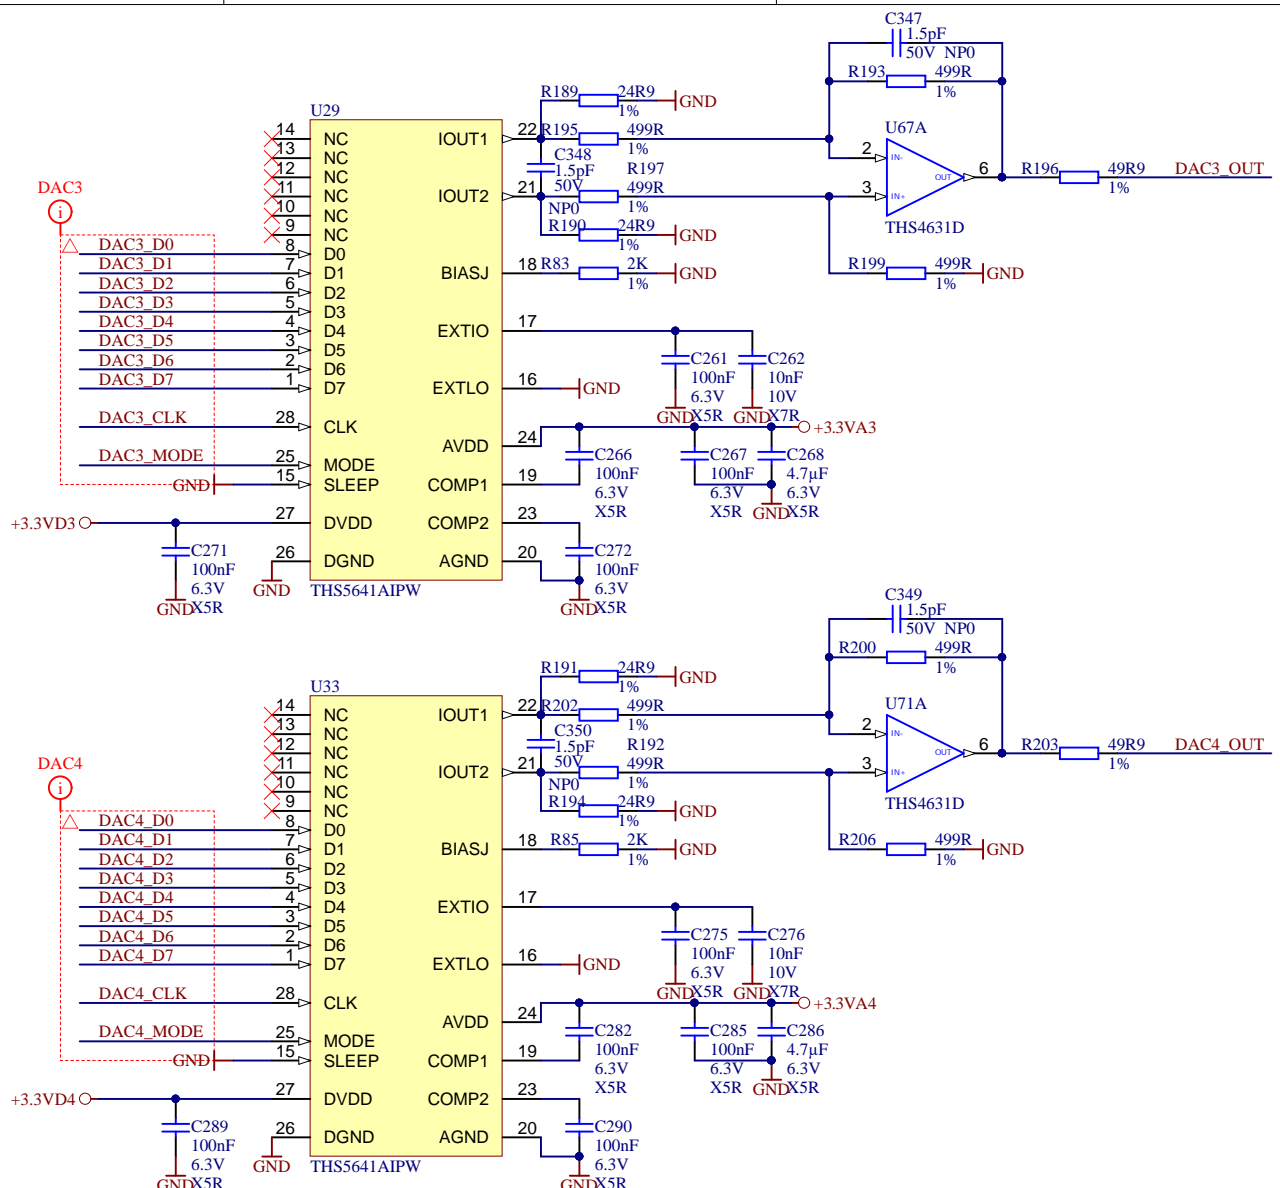 C347
1.5pF
50V NP0
R193 499R
1%
R189 24R9 GND
1%
U29
14 NC IOUT1 22 R195 499R
1%
13 NC
12 NC
11 NC IOUT2 21
10 NC
9 NC
C348
1.5pF
50V
NP0
R197
499R
1%
R190 24R9 GND
1%
U67A
2 IN-
OUT 6
3 IN+
THS4631D
R196 49R9 DAC3_OUT
1%
R199 499R GND
1%
DAC3
i
DAC3_D0 8 D0
DAC3_D1 7 D1 BIASJ 18 R83 2K GND
1%
DAC3_D2 6 D2
DAC3_D3 5 D3
DAC3_D4 4 D4 EXTIO 17
DAC3_D5 3 D5
DAC3_D6 2 D6
DAC3_D7 1 D7 EXTLO 16 GND
C261
100nF
6.3V
X5R
GND
C262
10nF
10V
X7R
GND
DAC3_CLK 28 CLK
AVDD 24 +3.3VA3
DAC3_MODE 25 MODE
GND 15 SLEEP COMP1 19
C266
100nF
6.3V
X5R
C267
100nF
6.3V
X5R
C268
4.7µF
6.3V
X5R
GND
+3.3VD3 27 DVDD COMP2 23
26 DGND AGND 20
GND
C271
100nF
6.3V
X5R
GND
THS5641AIPW
C272
100nF
6.3V
X5R
GND
C349
1.5pF
50V NP0
R200 499R
1%
R191 24R9 GND
1%
U33
14 NC IOUT1 22 R202 499R
1%
13 NC
12 NC
11 NC IOUT2 21
10 NC
9 NC
C350
1.5pF
50V
NP0
R192
499R
1%
R194 24R9 GND
1%
U71A
2 IN-
OUT 6
3 IN+
THS4631D
R203 49R9 DAC4_OUT
1%
R206 499R GND
1%
DAC4
i
DAC4_D0 8 D0
DAC4_D1 7 D1 BIASJ 18 R85 2K GND
1%
DAC4_D2 6 D2
DAC4_D3 5 D3
DAC4_D4 4 D4 EXTIO 17
DAC4_D5 3 D5
DAC4_D6 2 D6
DAC4_D7 1 D7 EXTLO 16 GND
C275
100nF
6.3V
X5R
GND
C276
10nF
10V
X7R
GND
DAC4_CLK 28 CLK
AVDD 24 +3.3VA4
DAC4_MODE 25 MODE
GND 15 SLEEP COMP1 19
C282
100nF
6.3V
X5R
C285
100nF
6.3V
X5R
C286
4.7µF
6.3V
X5R
GND
+3.3VD4 27 DVDD COMP2 23
26 DGND AGND 20
GND
C289
100nF
6.3V
X5R
GND
THS5641AIPW
C290
100nF
6.3V
X5R
GND